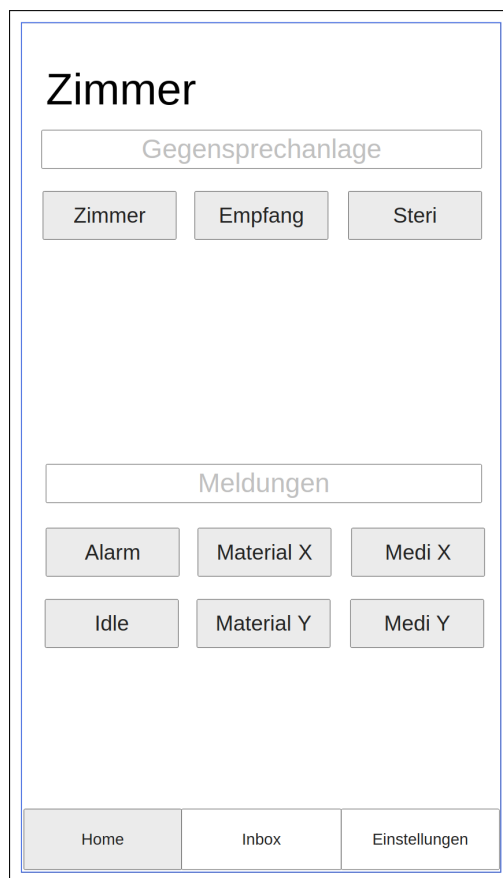 Zimmer
Gegensprechanlage
Zimmer Empfang Steri
Meldungen
Alarm Material X Medi X
Idle Material Y Medi Y
Home Inbox Einstellungen